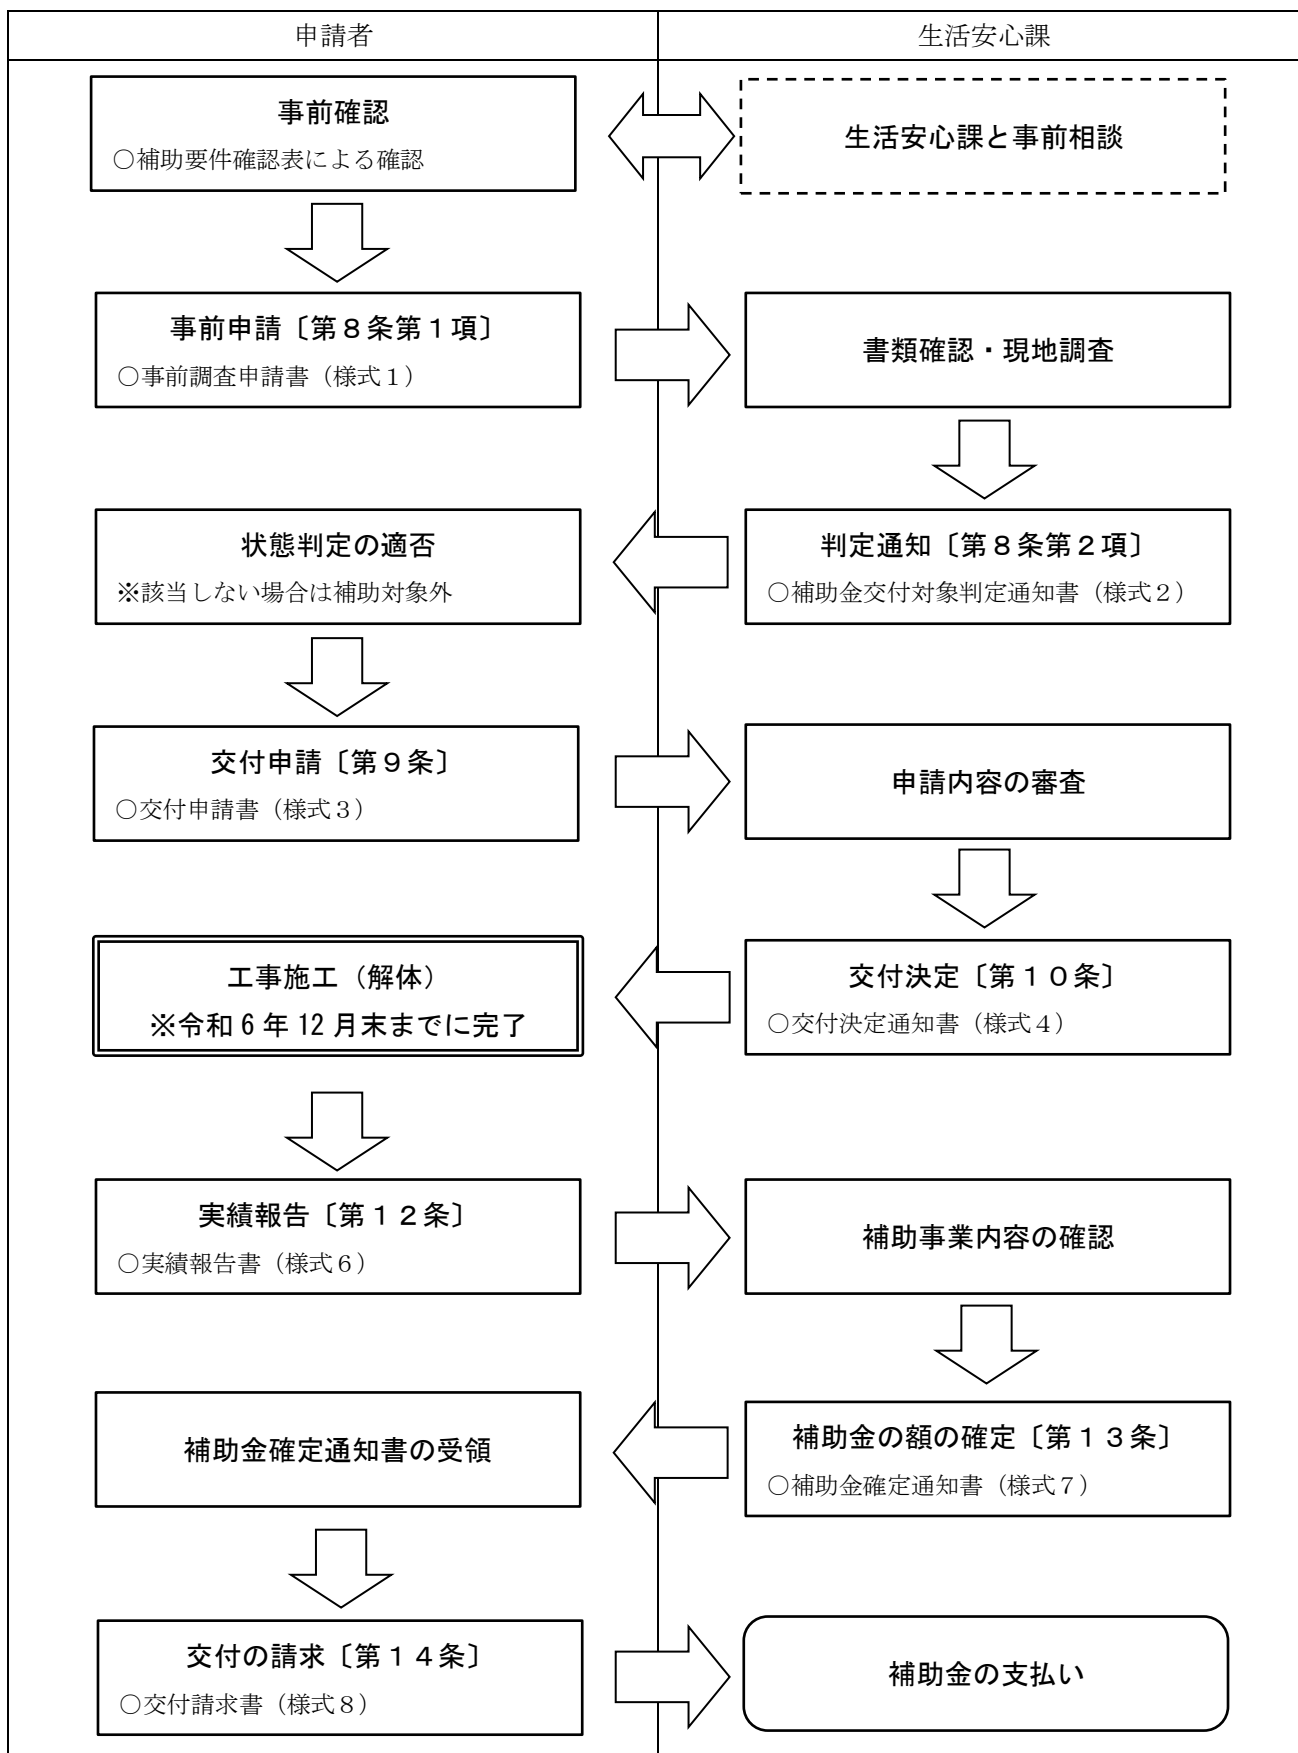 申請者
生活安心課
事前確認
○補助要件確認表による確認
生活安心課と事前相談
事前申請〔第８条第１項〕
○事前調査申請書（様式１）
書類確認・現地調査
状態判定の適否
※該当しない場合は補助対象外
判定通知〔第８条第２項〕
○補助金交付対象判定通知書（様式２）
交付申請〔第９条〕
○交付申請書（様式３）
申請内容の審査
工事施工（解体）
※令和 6 年 12 月末までに完了
交付決定〔第１０条〕
○交付決定通知書（様式４）
実績報告〔第１２条〕
○実績報告書（様式６）
補助事業内容の確認
補助金確定通知書の受領
補助金の額の確定〔第１３条〕
○補助金確定通知書（様式７）
交付の請求〔第１４条〕
○交付請求書（様式８）
補助金の支払い